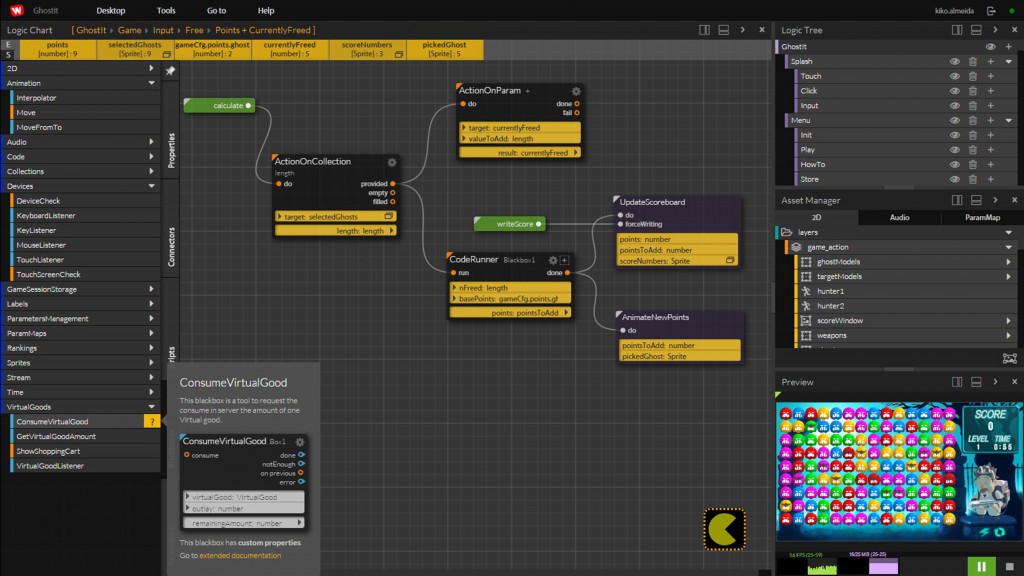 GhostIt
Desktop
Tools
Go to
Help
kiko.almeida
Logic Chart
[ GhostIt › Game › Input › Free › Points + CurrentlyFreed ]
E
S
points
[number] : 9
selectedGhosts
[Sprite] : 9
gameCfg.points.ghost
[number] : 2
currentlyFreed
[number] : 5
scoreNumbers
[Sprite] : 3
pickedGhost
[Sprite] : 5
2D
Animation
Interpolator
Move
MoveFromTo
Audio
Code
Collections
Devices
DeviceCheck
KeyboardListener
KeyListener
MouseListener
TouchListener
TouchScreenCheck
GameSessionStorage
Labels
ParametersManagement
ParamMaps
Rankings
Sprites
Stream
Time
VirtualGoods
ConsumeVirtualGood
?
GetVirtualGoodAmount
ShowShoppingCart
VirtualGoodListener
Properties
Connectors
ripts
calculate
ActionOnCollection
length
do
provided
empty
filled
target: selectedGhosts
length: length
ActionOnParam +
do
done
fail
target: currentlyFreed
valueToAdd: length
result: currentlyFreed
writeScore
CodeRunner Blackbox1
run
done
nFreed: length
basePoints: gameCfg.points.gh
points: pointsToAdd
UpdateScoreboard
do
forceWriting
points: number
pointsToAdd: number
scoreNumbers: Sprite
AnimateNewPoints
do
pointsToAdd: number
pickedGhost: Sprite
ConsumeVirtualGood
This blackbox is a tool to request the
consume in server the amount of one
Virtual good.
ConsumeVirtualGood Box1
consume
done
notEnough
on previous
error
virtualGood: VirtualGood
outlay: number
remainingAmount: number
This blackbox has custom properties.
Go to extended documentation
Logic Tree
GhostIt
Splash
Touch
Click
Input
Menu
Init
Play
HowTo
Store
Asset Manager
2D
Audio
ParamMap
layers
game_action
ghostModels
targetModels
hunter1
hunter2
scoreWindow
weapons
Preview
SCORE
0
LEVEL TIME
1 0:55